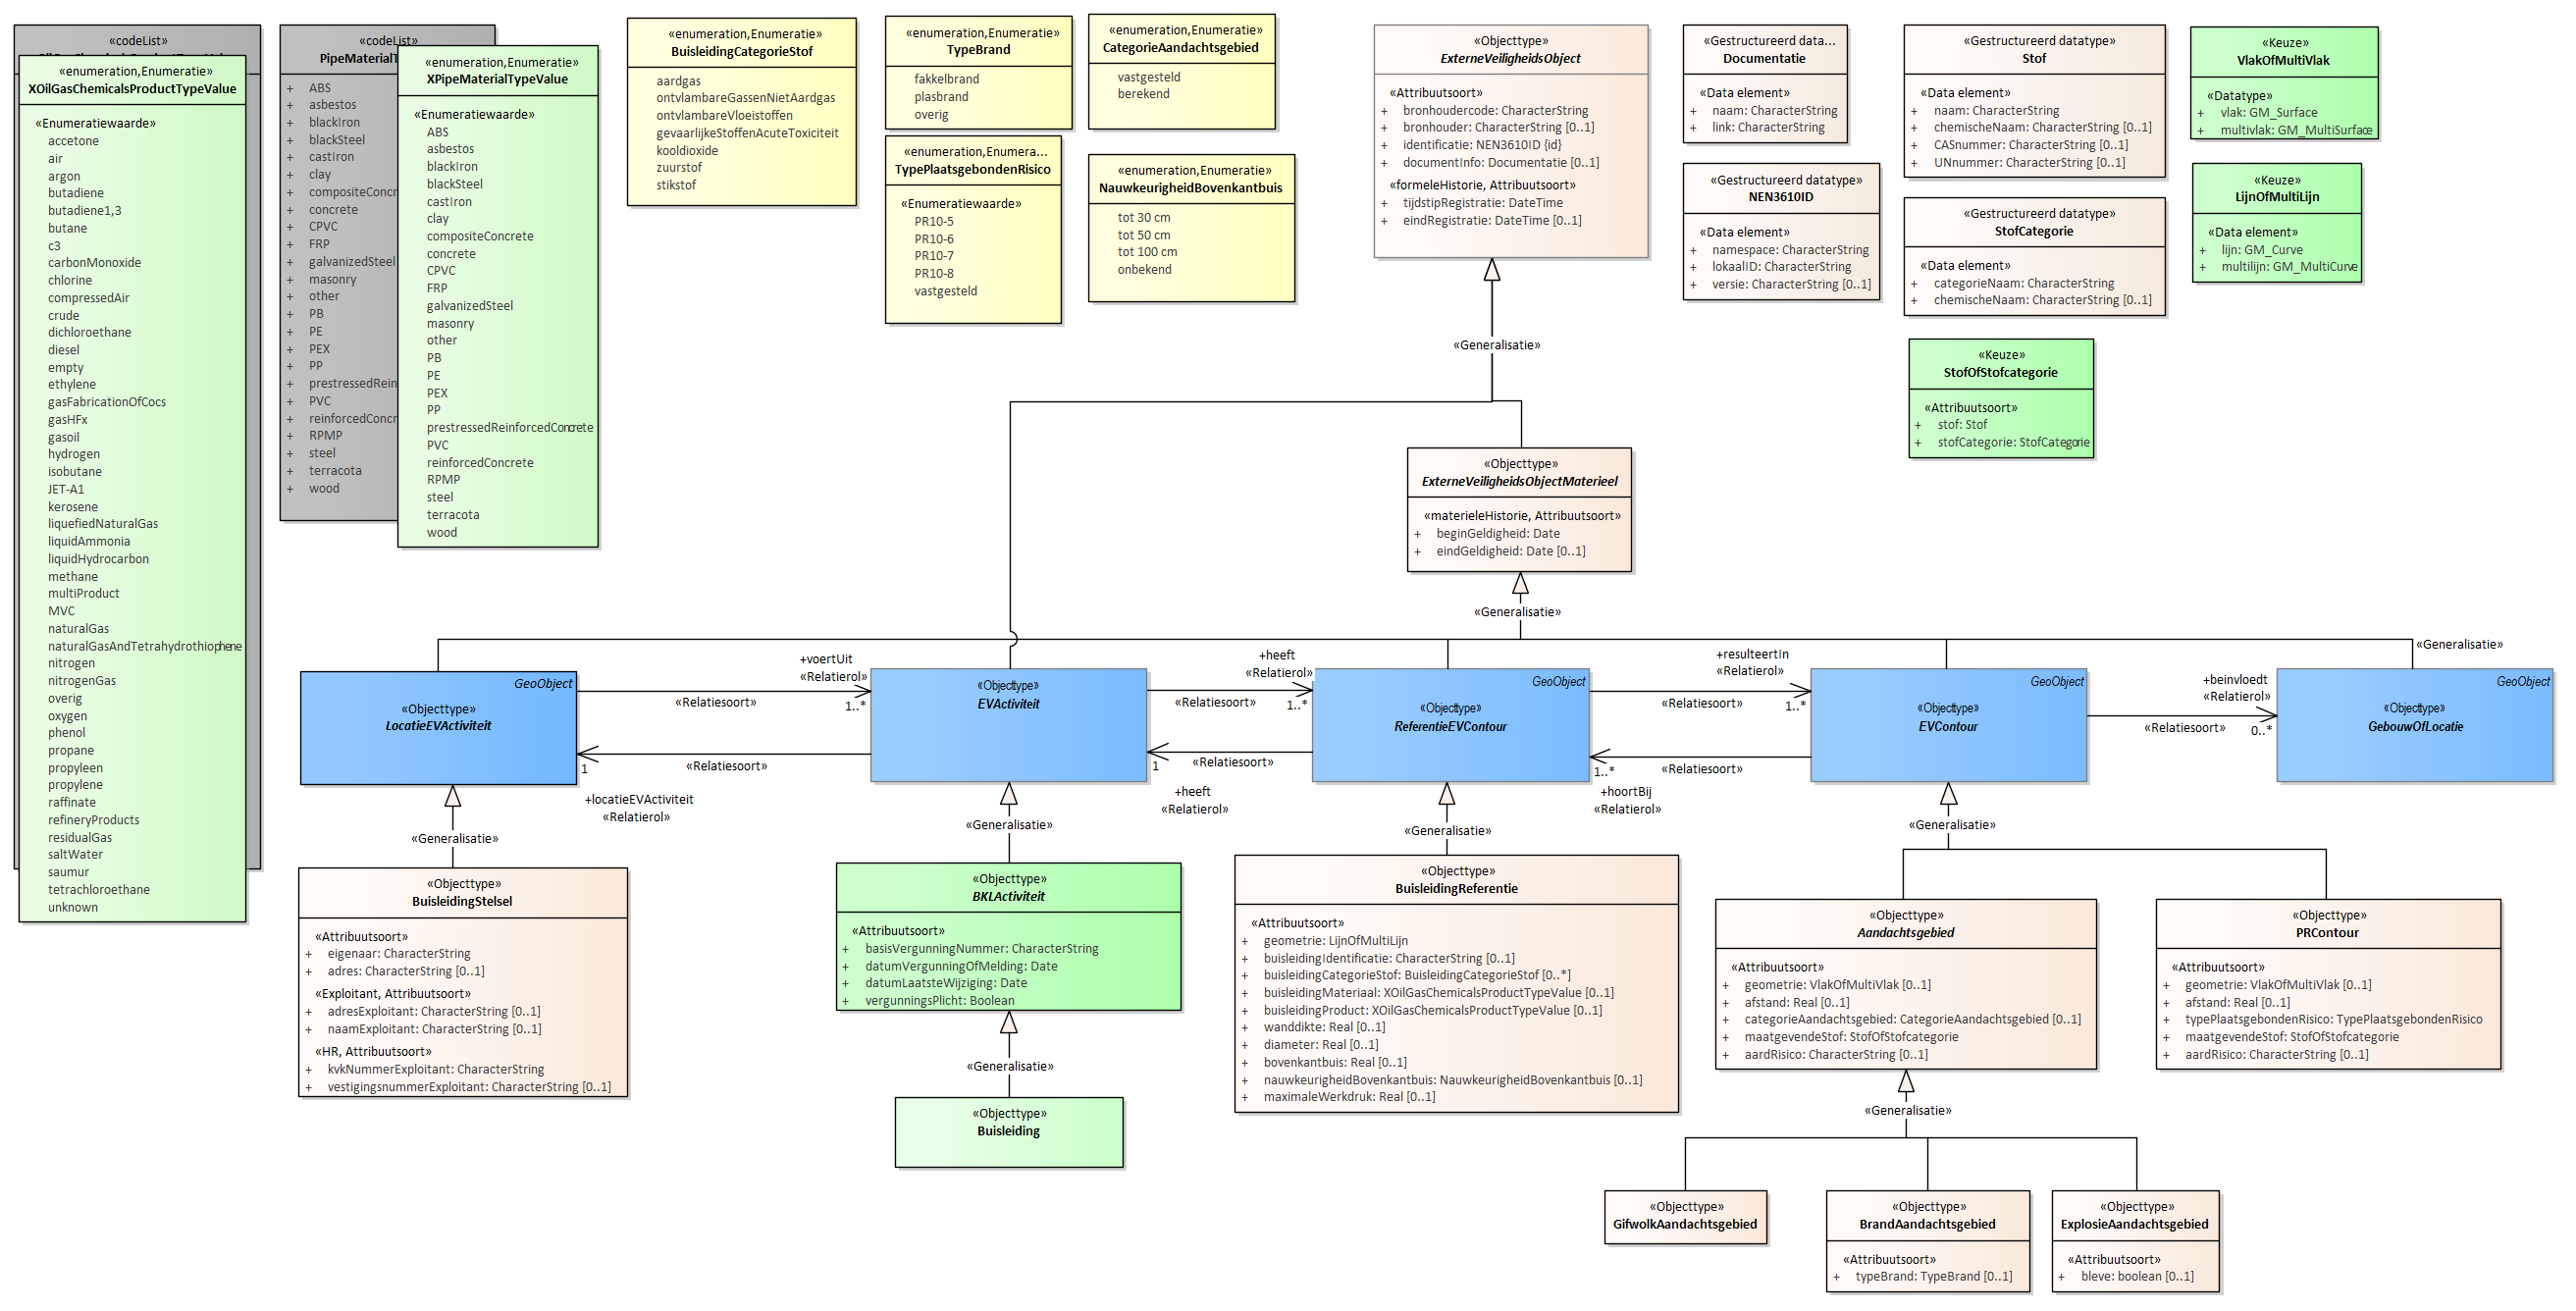 «codeList»
«enumeration,Enumeratie»
XOilGasChemicalsProductTypeValue
«Enumeratiewaarde»
accetone
air
argon
butadiene
butadiene1,3
butane
c3
carbonMonoxide
chlorine
compressedAir
crude
dichloroethane
diesel
empty
ethylene
gasFabricationOfCocs
gasHFx
gasoil
hydrogen
isobutane
JET-A1
kerosene
liquefiedNaturalGas
liquidAmmonia
liquidHydrocarbon
methane
multiProduct
MVC
naturalGas
naturalGasAndTetrahydrothiophene
nitrogen
nitrogenGas
overig
oxygen
phenol
propane
propyleen
propylene
raffinate
refineryProducts
residualGas
saltWater
saumur
tetrachloroethane
unknown
«codeList»
PipeMaterialT
+ ABS
+ asbestos
+ blackIron
+ blackSteel
+ castIron
+ clay
+ compositeConcr
+ concrete
+ CPVC
+ FRP
+ galvanizedSteel
+ masonry
+ other
+ PB
+ PE
+ PEX
+ PP
+ prestressedRein
+ PVC
+ reinforcedConcr
+ RPMP
+ steel
+ terracota
+ wood
«enumeration,Enumeratie»
XPipeMaterialTypeValue
«Enumeratiewaarde»
ABS
asbestos
blackIron
blackSteel
castIron
clay
compositeConcrete
concrete
CPVC
FRP
galvanizedSteel
masonry
other
PB
PE
PEX
PP
prestressedReinforcedConcrete
PVC
reinforcedConcrete
RPMP
steel
terracota
wood
«enumeration,Enumeratie»
BuisleidingCategorieStof
aardgas
ontvlambareGassenNietAardgas
ontvlambareVloeistoffen
gevaarlijkeStoffenAcuteToxiciteit
kooldioxide
zuurstof
stikstof
«enumeration,Enumeratie»
TypeBrand
fakkelbrand
plasbrand
overig
«enumeration,Enumera...
TypePlaatsgebondenRisico
«Enumeratiewaarde»
PR10-5
PR10-6
PR10-7
PR10-8
vastgesteld
«enumeration,Enumeratie»
CategorieAandachtsgebied
vastgesteld
berekend
«enumeration,Enumeratie»
NauwkeurigheidBovenkantbuis
tot 30 cm
tot 50 cm
tot 100 cm
onbekend
«Objecttype»
ExterneVeiligheidsObject
«Attribuutsoort»
+ bronhoudercode: CharacterString
+ bronhouder: CharacterString [0..1]
+ identificatie: NEN3610ID {id}
+ documentInfo: Documentatie [0..1]
«formeleHistorie, Attribuutsoort»
+ tijdstipRegistratie: DateTime
+ eindRegistratie: DateTime [0..1]
«Gestructureerd data...
Documentatie
«Data element»
+ naam: CharacterString
+ link: CharacterString
«Gestructureerd datatype»
NEN3610ID
«Data element»
+ namespace: CharacterString
+ lokaalID: CharacterString
+ versie: CharacterString [0..1]
«Gestructureerd datatype»
Stof
«Data element»
+ naam: CharacterString
+ chemischeNaam: CharacterString [0..1]
+ CASnummer: CharacterString [0..1]
+ UNnummer: CharacterString [0..1]
«Gestructureerd datatype»
StofCategorie
«Data element»
+ categorieNaam: CharacterString
+ chemischeNaam: CharacterString [0..1]
«Keuze»
StofOfStofcategorie
«Attribuutsoort»
+ stof: Stof
+ stofCategorie: StofCategorie
«Keuze»
VlakOfMultiVlak
«Datatype»
+ vlak: GM_Surface
+ multivlak: GM_MultiSurface
«Keuze»
LijnOfMultiLijn
«Data element»
+ lijn: GM_Curve
+ multilijn: GM_MultiCurve
«Generalisatie»
«Objecttype»
ExterneVeiligheidsObjectMaterieel
«materieleHistorie, Attribuutsoort»
+ beginGeldigheid: Date
+ eindGeldigheid: Date [0..1]
«Generalisatie»
«Generalisatie»
GeoObject
«Objecttype»
LocatieEVActiviteit
+voertUit
«Relatierol»
«Relatiesoort»
1..*
«Relatiesoort»
1
+locatieEVActiviteit
«Relatierol»
«Objecttype»
EVActiviteit
+heeft
«Relatierol»
«Relatiesoort»
1..*
1
«Relatiesoort»
+heeft
«Relatierol»
GeoObject
«Objecttype»
ReferentieEVContour
+resulteertIn
«Relatierol»
«Relatiesoort»
1..*
1..*
«Relatiesoort»
+hoortBij
«Relatierol»
GeoObject
«Objecttype»
EVContour
+beinvloedt
«Relatierol»
«Relatiesoort»
0..*
GeoObject
«Objecttype»
GebouwOfLocatie
«Generalisatie»
«Generalisatie»
«Generalisatie»
«Generalisatie»
«Objecttype»
BuisleidingStelsel
«Attribuutsoort»
+ eigenaar: CharacterString
+ adres: CharacterString [0..1]
«Exploitant, Attribuutsoort»
+ adresExploitant: CharacterString [0..1]
+ naamExploitant: CharacterString [0..1]
«HR, Attribuutsoort»
+ kvkNummerExploitant: CharacterString
+ vestigingsnummerExploitant: CharacterString [0..1]
«Objecttype»
BKLActiviteit
«Attribuutsoort»
+ basisVergunningNummer: CharacterString
+ datumVergunningOfMelding: Date
+ datumLaatsteWijziging: Date
+ vergunningsPlicht: Boolean
«Generalisatie»
«Objecttype»
Buisleiding
«Objecttype»
BuisleidingReferentie
«Attribuutsoort»
+ geometrie: LijnOfMultiLijn
+ buisleidingIdentificatie: CharacterString [0..1]
+ buisleidingCategorieStof: BuisleidingCategorieStof [0..*]
+ buisleidingMateriaal: XOilGasChemicalsProductTypeValue [0..1]
+ buisleidingProduct: XOilGasChemicalsProductTypeValue [0..1]
+ wanddikte: Real [0..1]
+ diameter: Real [0..1]
+ bovenkantbuis: Real [0..1]
+ nauwkeurigheidBovenkantbuis: NauwkeurigheidBovenkantbuis [0..1]
+ maximaleWerkdruk: Real [0..1]
«Objecttype»
Aandachtsgebied
«Attribuutsoort»
+ geometrie: VlakOfMultiVlak [0..1]
+ afstand: Real [0..1]
+ categorieAandachtsgebied: CategorieAandachtsgebied [0..1]
+ maatgevendeStof: StofOfStofcategorie
+ aardRisico: CharacterString [0..1]
«Objecttype»
PRContour
«Attribuutsoort»
+ geometrie: VlakOfMultiVlak [0..1]
+ afstand: Real [0..1]
+ typePlaatsgebondenRisico: TypePlaatsgebondenRisico
+ maatgevendeStof: StofOfStofcategorie
+ aardRisico: CharacterString [0..1]
«Generalisatie»
«Objecttype»
GifwolkAandachtsgebied
«Objecttype»
BrandAandachtsgebied
«Attribuutsoort»
+ typeBrand: TypeBrand [0..1]
«Objecttype»
ExplosieAandachtsgebied
«Attribuutsoort»
+ bleve: boolean [0..1]